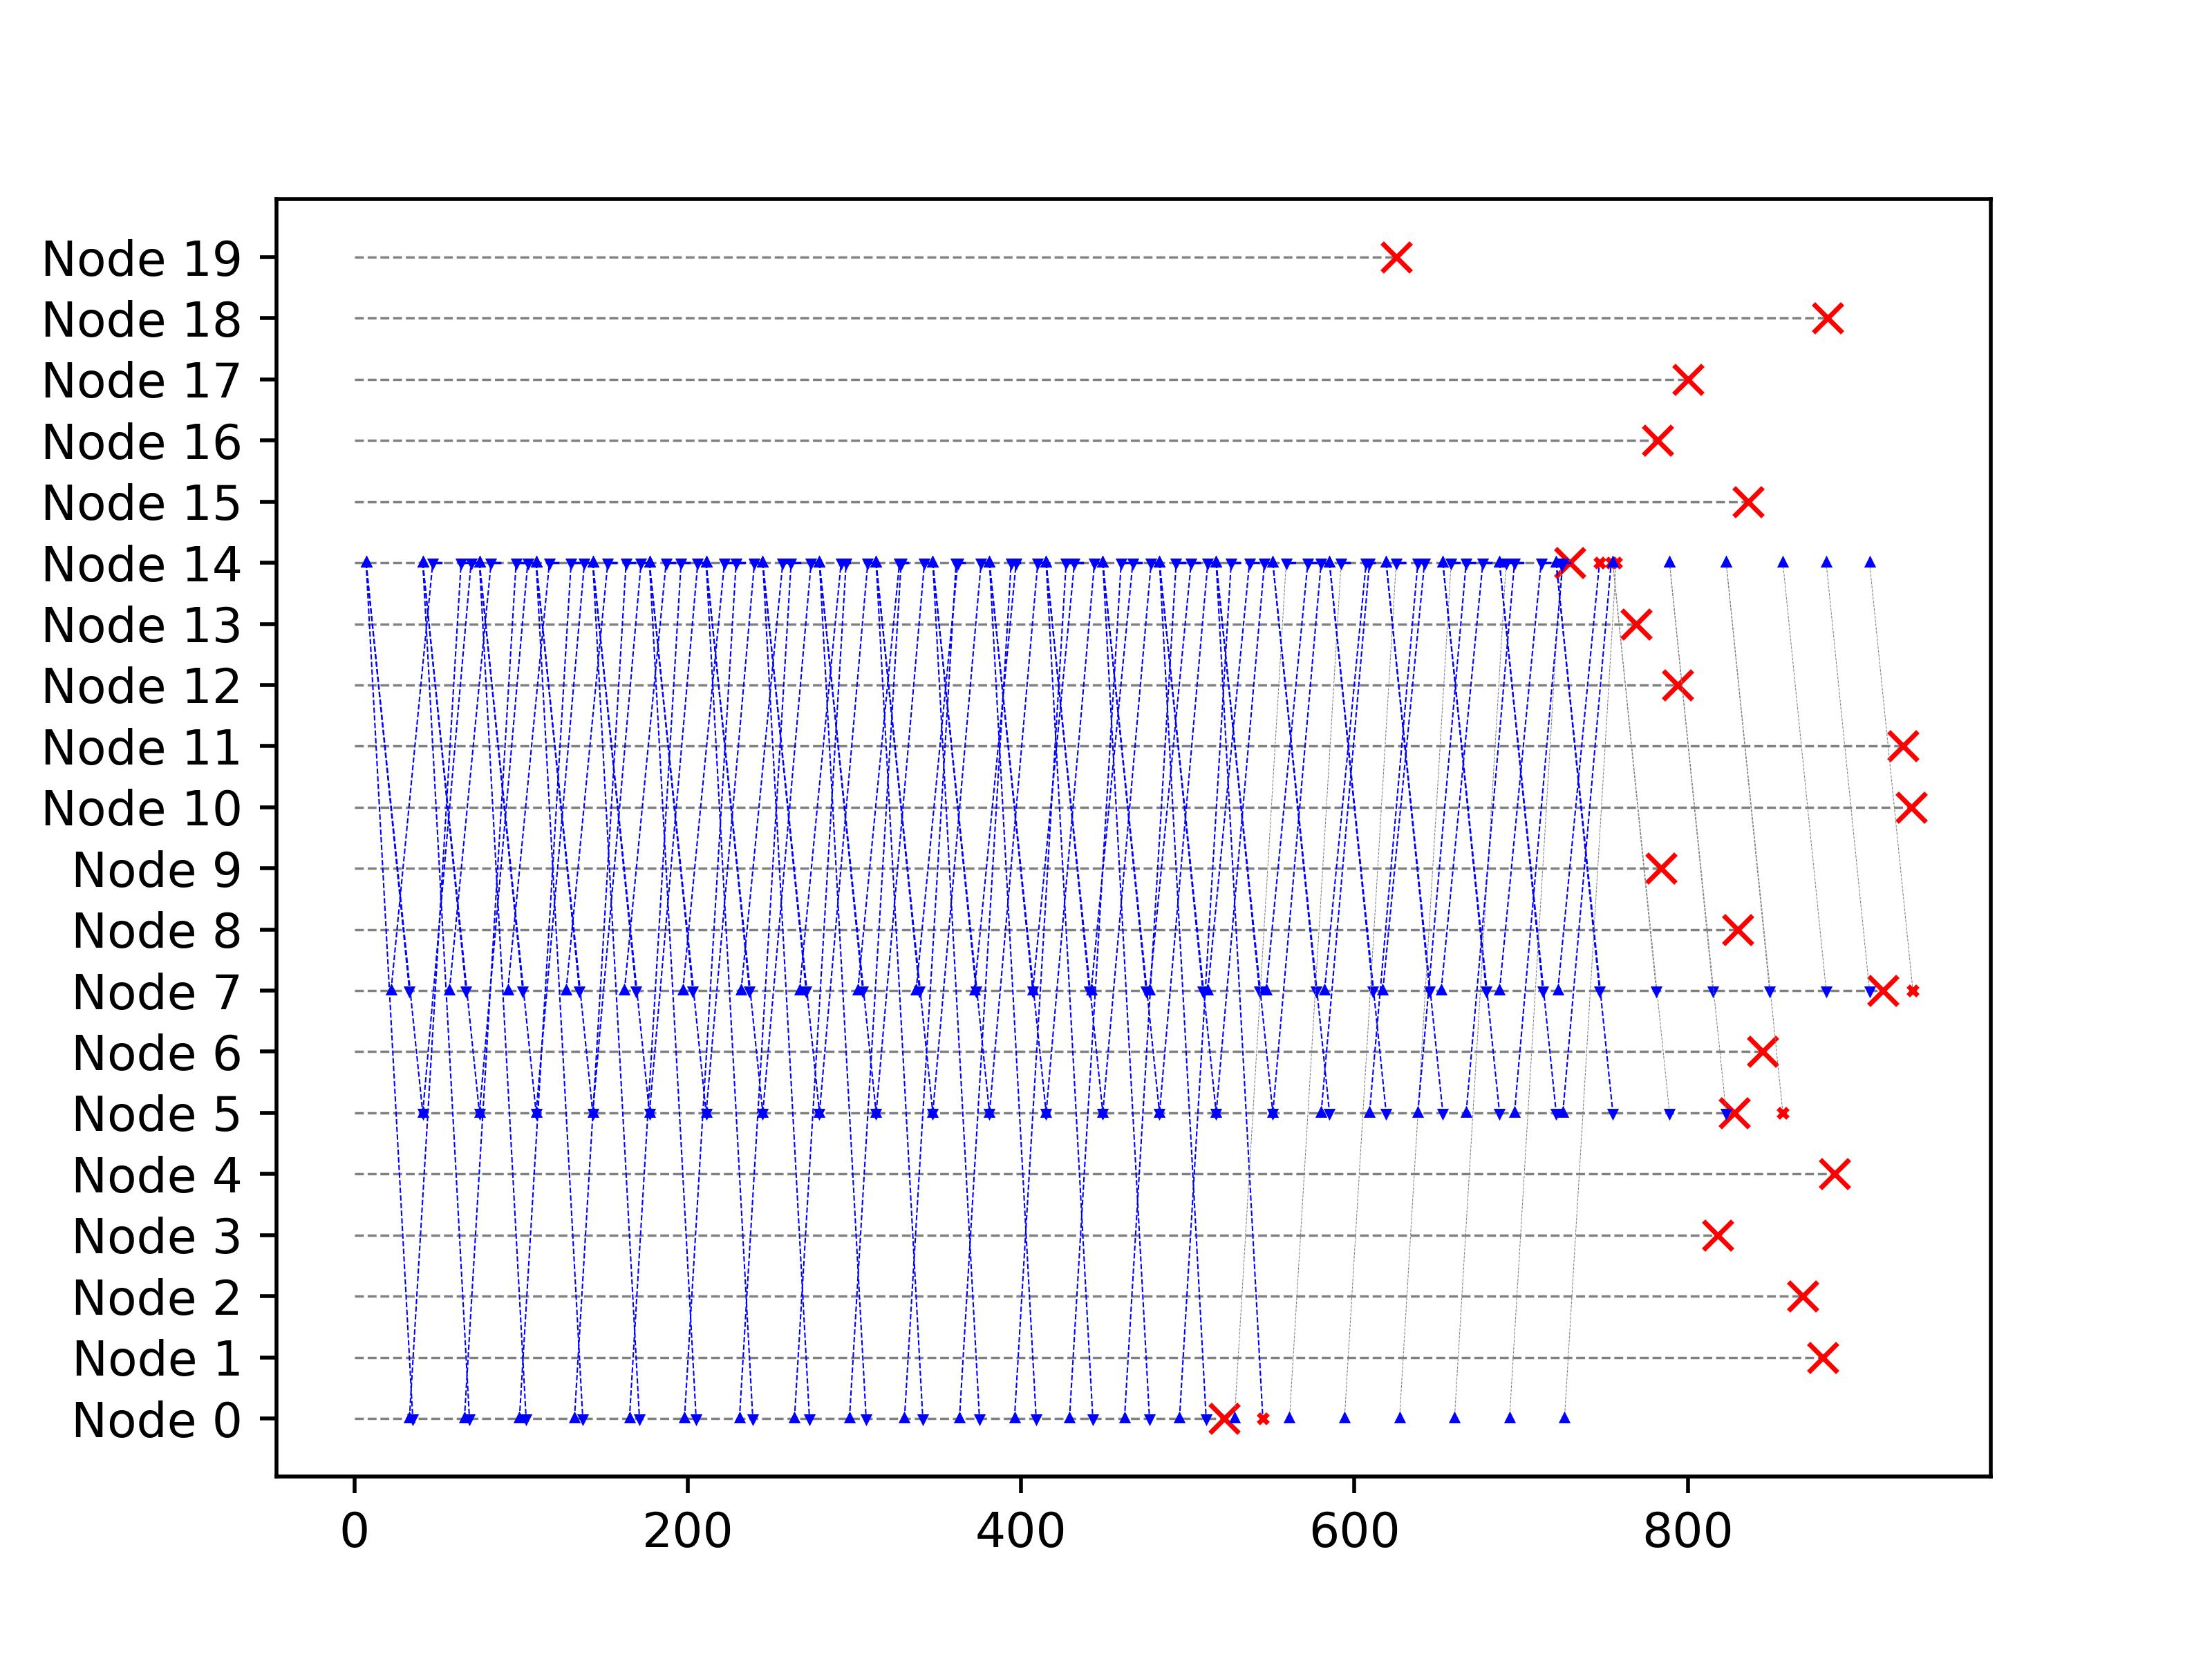 Node 19
Node 18
Node 17
Node 16
Node 15
Node 14
Node 13
Node 12
Node 11
Node 10
Node 9
Node 8
Node 7
Node 6
Node 5
Node 4
Node 3
Node 2
Node 1
Node 0
0 200 400 600 800